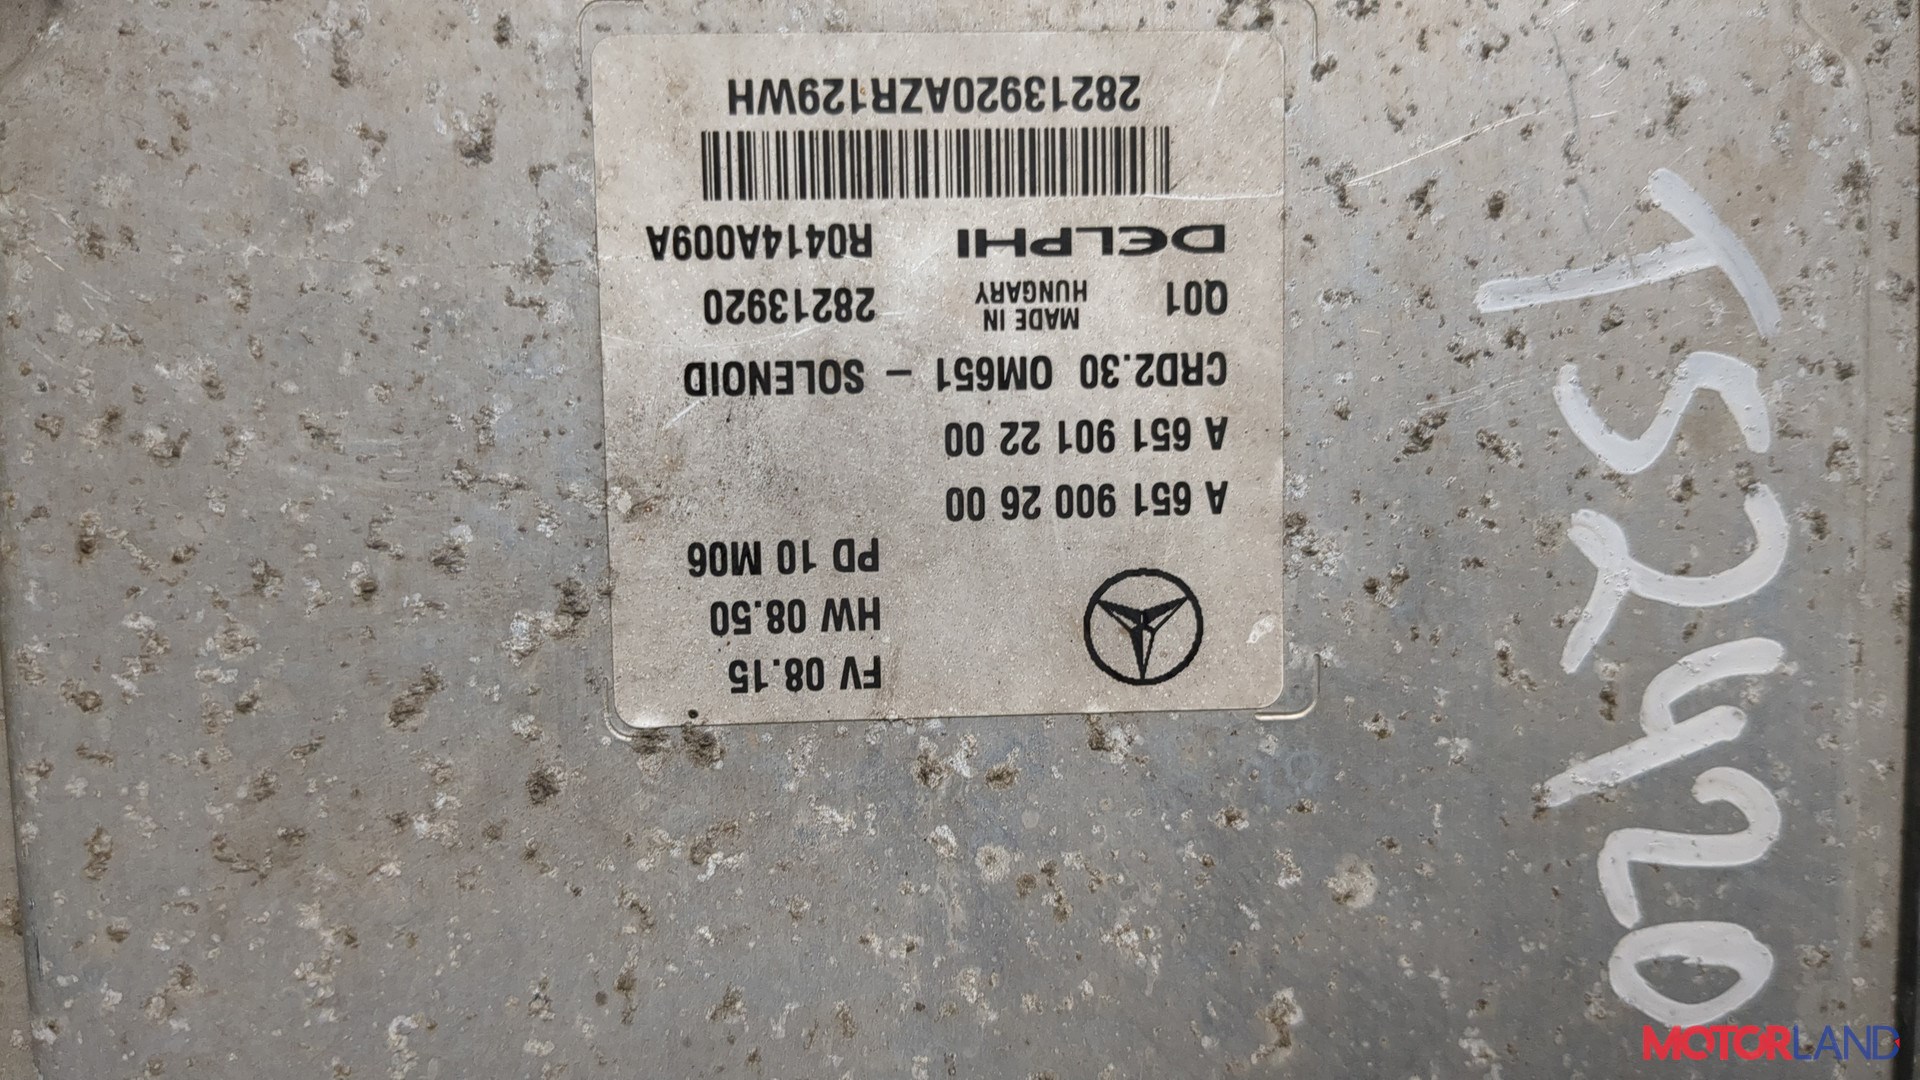 FV 08.15
HW 08.50
PD 10 M06
A 651 900 26 00
A 651 901 22 00
CRD2.30 OM651 – SOLENOID
Q01 MADE IN HUNGARY 28213920
DELPHI R0414A009A
28213920AZR129WH
T52420
MOTORLAND